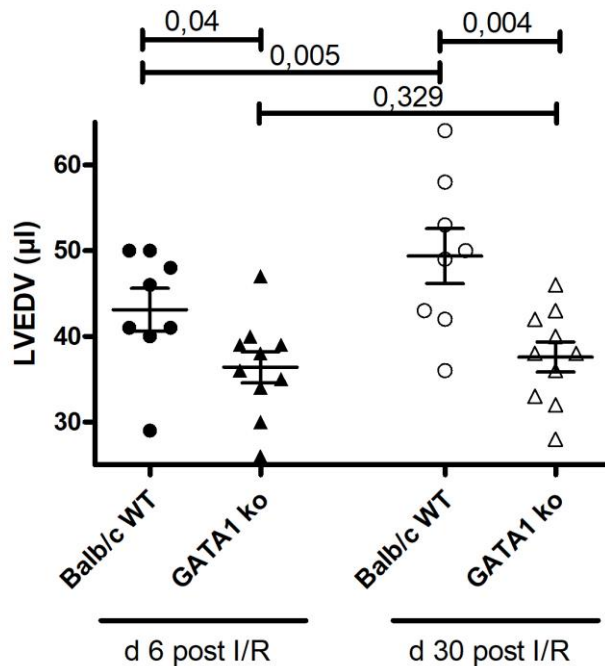 0,04
0,004
0,005
0,329
LVEDV (µl)
60
50
40
30
Balb/c WT
GATA1 ko
Balb/c WT
GATA1 ko
d 6 post I/R
d 30 post I/R